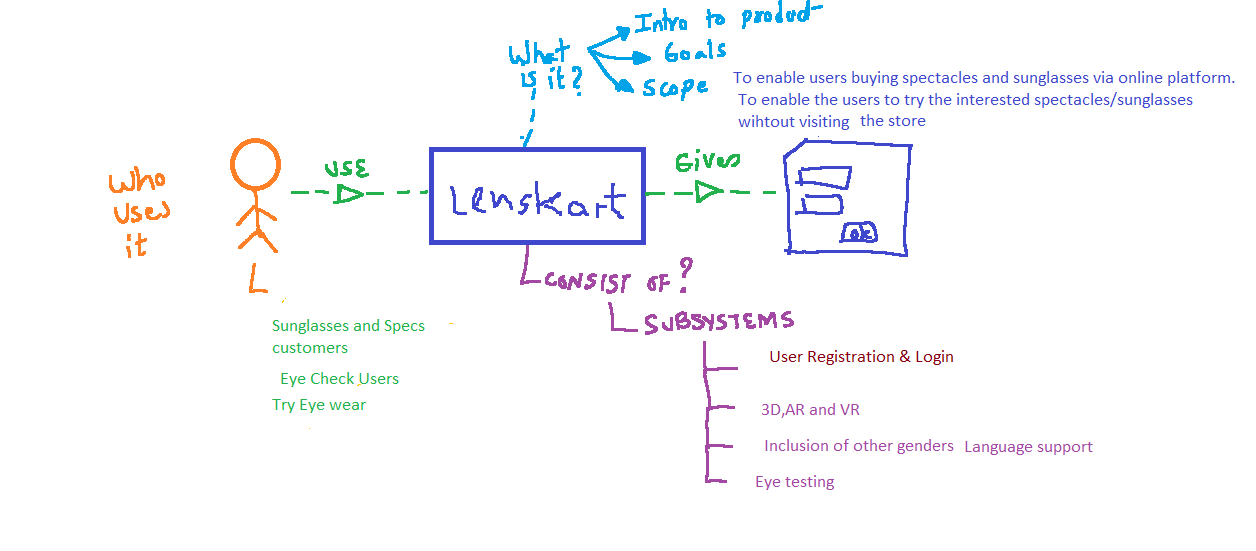 Intro to product
What
is it?
Goals
Scope
To enable users buying spectacles and sunglasses via online platform.
To enable the users to try the interested spectacles/sunglasses
wihtout visiting the store
Who
uses
it
USE
Lenskart
Gives
ok
CONSIST OF?
SUBSYSTEMS
Sunglasses and Specs
customers
Eye Check Users
Try Eye wear
User Registration & Login
3D,AR and VR
Inclusion of other genders Language support
Eye testing